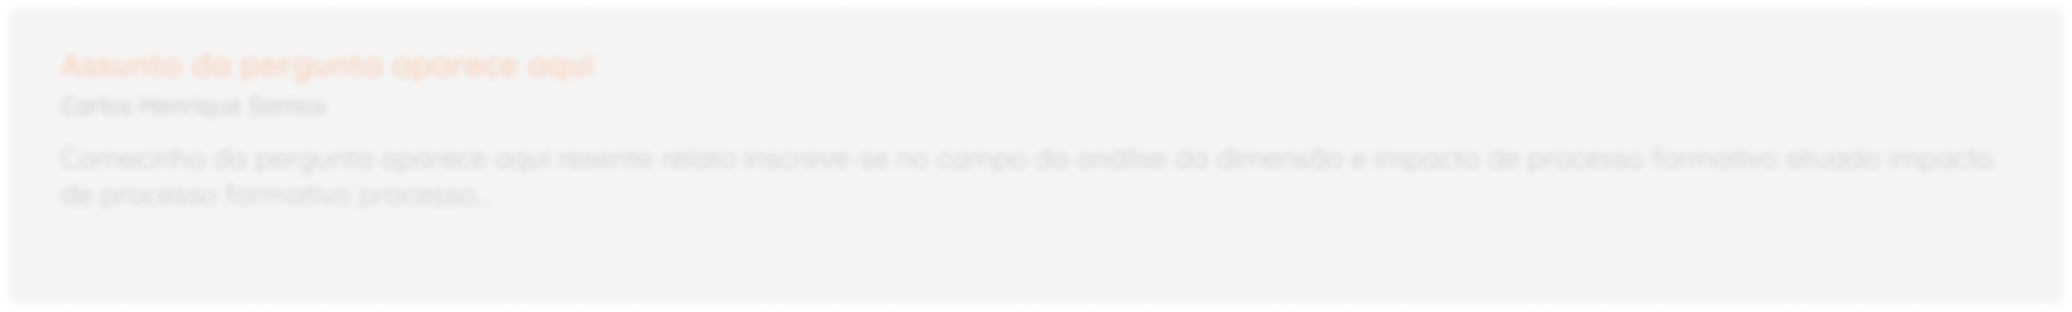 Assunto da pergunta aparece aqui
Carlos Henrique Santos
Comecinho da pergunta aparece aqui resente relato inscreve-se no campo da análise da dimensão e impacto de processo formativo situado impacto
de processo formativo processo...